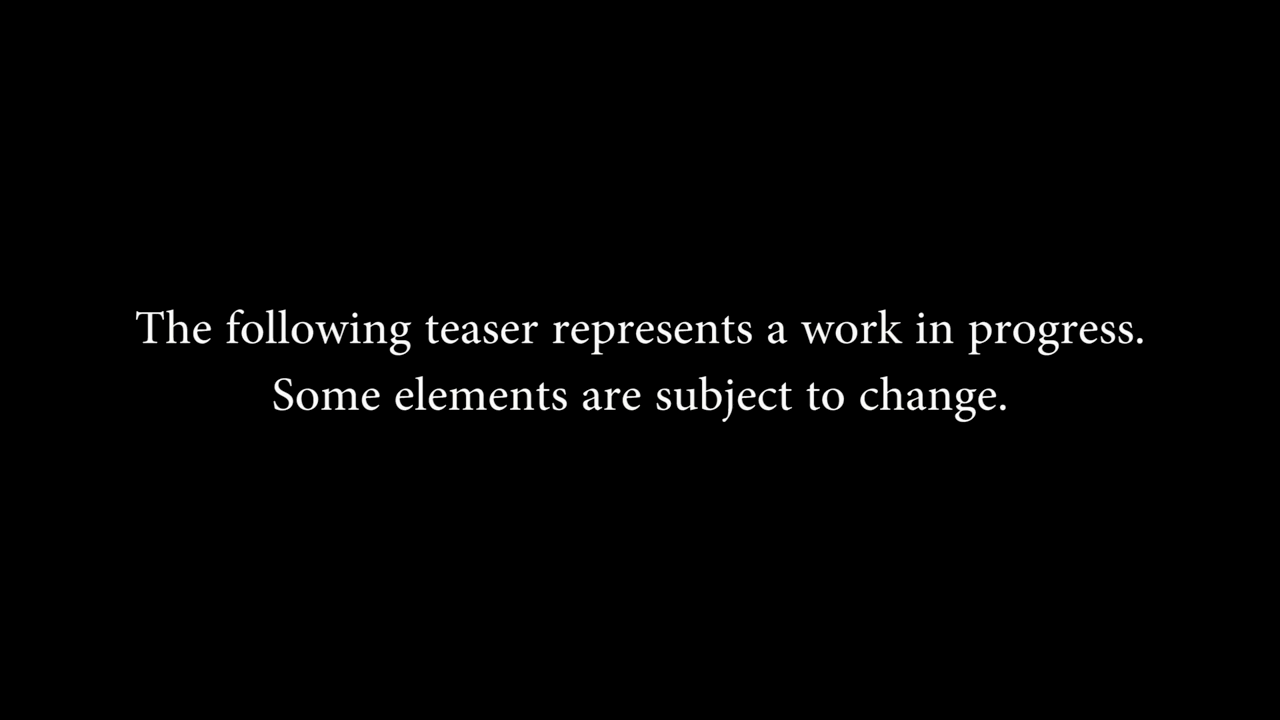 The following teaser represents a work in progress.
Some elements are subject to change.